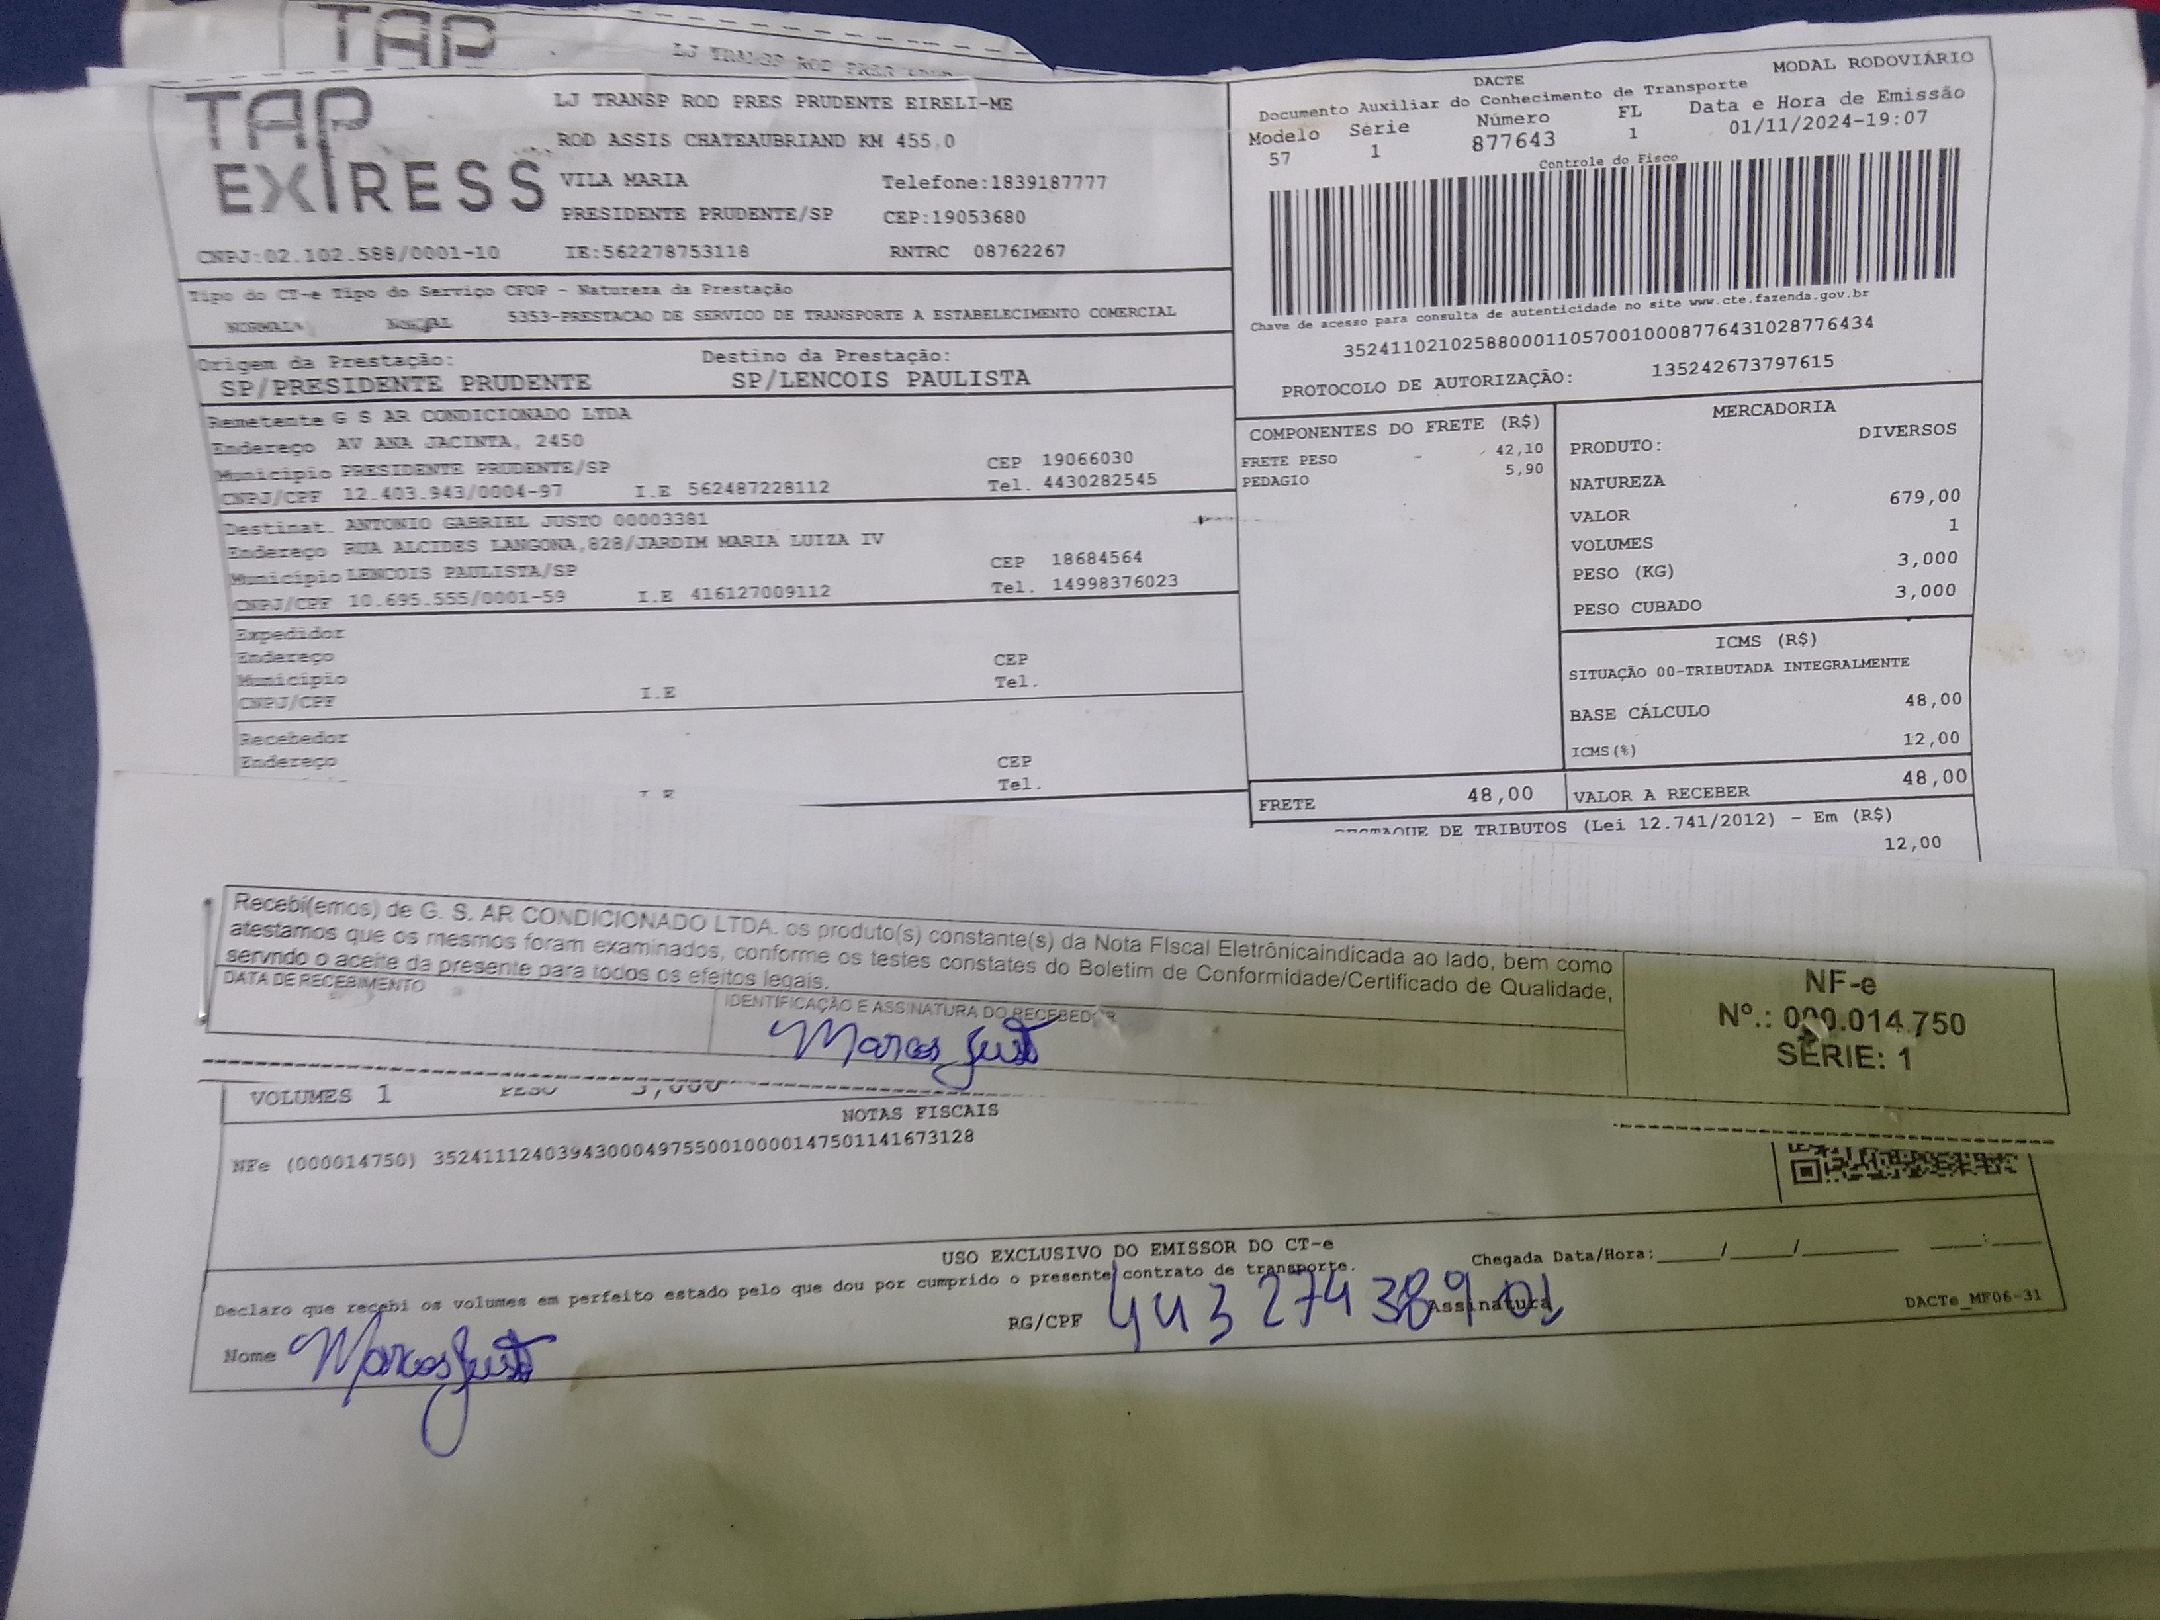 TAP
LJ TRANSP ROD PRES
TAP
EXPRESS
LJ TRANSP ROD PRES PRUDENTE EIRELI-ME
ROD ASSIS CHATEAUBRIAND KM 455.0
VILA MARIA Telefone:1839187777
PRESIDENTE PRUDENTE/SP CEP:19053680
CNPJ:02.102.588/0001-10 IE:562278753118 RNTRC 08762267
Tipo do CT-e Tipo do Serviço CFOP - Natureza da Prestação
NORMAL NORMAL 5353-PRESTACAO DE SERVICO DE TRANSPORTE A ESTABELECIMENTO COMERCIAL
Origem da Prestação: Destino da Prestação:
SP/PRESIDENTE PRUDENTE SP/LENCOIS PAULISTA
Remetente G S AR CONDICIONADO LTDA
Endereço AV ANA JACINTA, 2450
Município PRESIDENTE PRUDENTE/SP CEP 19066030
CNPJ/CPF 12.403.943/0004-97 I.E 562487228112 Tel. 4430282545
Destinat. ANTONIO GABRIEL JUSTO 00003381
Endereço RUA ALCIDES LANGONA,828/JARDIM MARIA LUIZA IV
Município LENCOIS PAULISTA/SP CEP 18684564
CNPJ/CPF 10.695.555/0001-59 I.E 416127009112 Tel. 14998376023
Expedidor
Endereço CEP
Município Tel.
CNPJ/CPF I.E
Recebedor
Endereço CEP
Tel.
DACTE MODAL RODOVIÁRIO
Documento Auxiliar do Conhecimento de Transporte
Modelo Série Número FL Data e Hora de Emissão
57 1 877643 1 01/11/2024-19:07
Controle do Fisco
Chave de acesso para consulta de autenticidade no site www.cte.fazenda.gov.br
35241102102588000110570010008776431028776434
PROTOCOLO DE AUTORIZAÇÃO: 135242673797615
COMPONENTES DO FRETE (R$)
FRETE PESO 42,10
PEDAGIO 5,90
MERCADORIA
PRODUTO: DIVERSOS
NATUREZA
VALOR 679,00
VOLUMES 1
PESO (KG) 3,000
PESO CUBADO 3,000
ICMS (R$)
SITUAÇÃO 00-TRIBUTADA INTEGRALMENTE
BASE CÁLCULO 48,00
ICMS(%) 12,00
FRETE 48,00 VALOR A RECEBER 48,00
DESTAQUE DE TRIBUTOS (Lei 12.741/2012) - Em (R$)
12,00
Recebi(emos) de G. S. AR CONDICIONADO LTDA. os produto(s) constante(s) da Nota FIscal Eletrônicaindicada ao lado, bem como
atestamos que os mesmos foram examinados, conforme os testes constates do Boletim de Conformidade/Certificado de Qualidade,
servndo o aceite da presente para todos os efeitos legais.
DATA DE RECEBIMENTO IDENTIFICAÇÃO E ASSINATURA DO RECEBEDOR
Marcos Justo
NF-e
Nº.: 000.014.750
SÉRIE: 1
VOLUMES 1 PESO 3,000
NOTAS FISCAIS
NFe (000014750) 35241112403943000497550010000147501141673128
USO EXCLUSIVO DO EMISSOR DO CT-e
Declaro que recebi os volumes em perfeito estado pelo que dou por cumprido o presente contrato de transporte. Chegada Data/Hora:____/____/______ ____:____
Nome Marcos Justo RG/CPF 443 274 389 01 Assinatura
DACTe_MF06-31